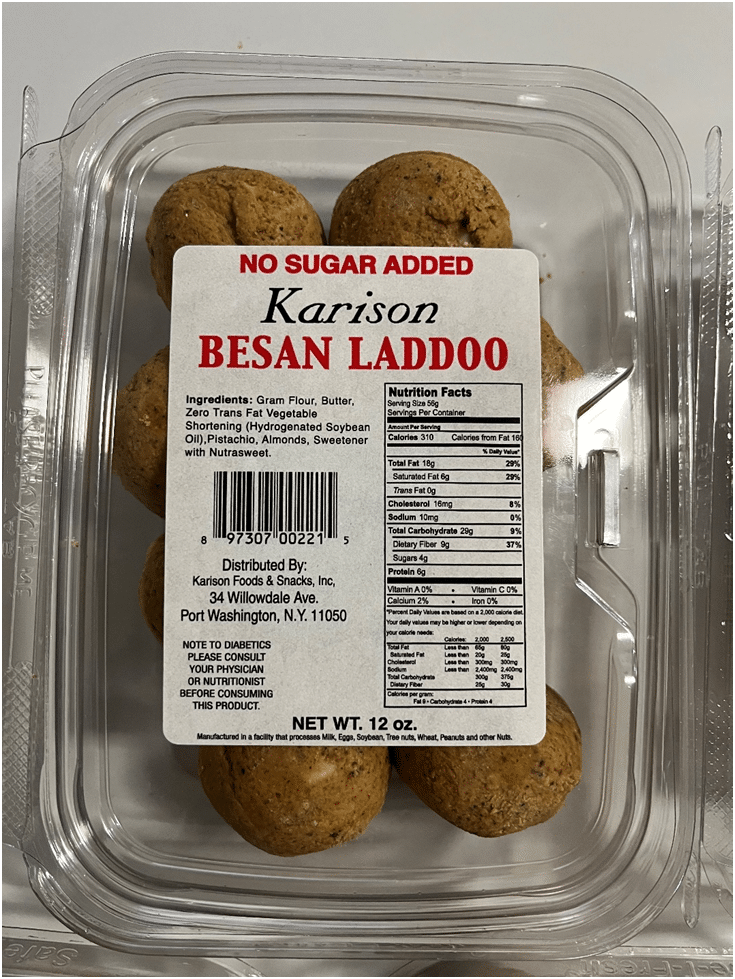 NO SUGAR ADDED
Karison
BESAN LADDOO
Ingredients: Gram Flour, Butter,
Zero Trans Fat Vegetable
Shortening (Hydrogenated Soybean
Oil),Pistachio, Almonds, Sweetener
with Nutrasweet.
8 97307 00221 5
Distributed By:
Karison Foods & Snacks, Inc,
34 Willowdale Ave.
Port Washington, N.Y. 11050
NOTE TO DIABETICS
PLEASE CONSULT
YOUR PHYSICIAN
OR NUTRITIONIST
BEFORE CONSUMING
THIS PRODUCT.
Nutrition Facts
Serving Size 56g
Servings Per Container
Amount Per Serving
Calories 310 Calories from Fat 160
% Daily Value*
Total Fat 18g 29%
Saturated Fat 6g 29%
Trans Fat 0g
Cholesterol 16mg 8%
Sodium 10mg 0%
Total Carbohydrate 29g 9%
Dietary Fiber 9g 37%
Sugars 4g
Protein 6g
Vitamin A 0% • Vitamin C 0%
Calcium 2% • Iron 0%
*Percent Daily Values are based on a 2,000 calorie diet.
Your daily values may be higher or lower depending on
your calorie needs:
Calories: 2,000 2,500
Total Fat Less than 65g 80g
Saturated Fat Less than 20g 25g
Cholesterol Less than 300mg 300mg
Sodium Less than 2,400mg 2,400mg
Total Carbohydrate 300g 375g
Dietary Fiber 25g 30g
Calories per gram:
Fat 9 • Carbohydrate 4 • Protein 4
NET WT. 12 oz.
Manufactured in a facility that processes Milk, Eggs, Soybean, Tree nuts, Wheat, Peanuts and other Nuts.